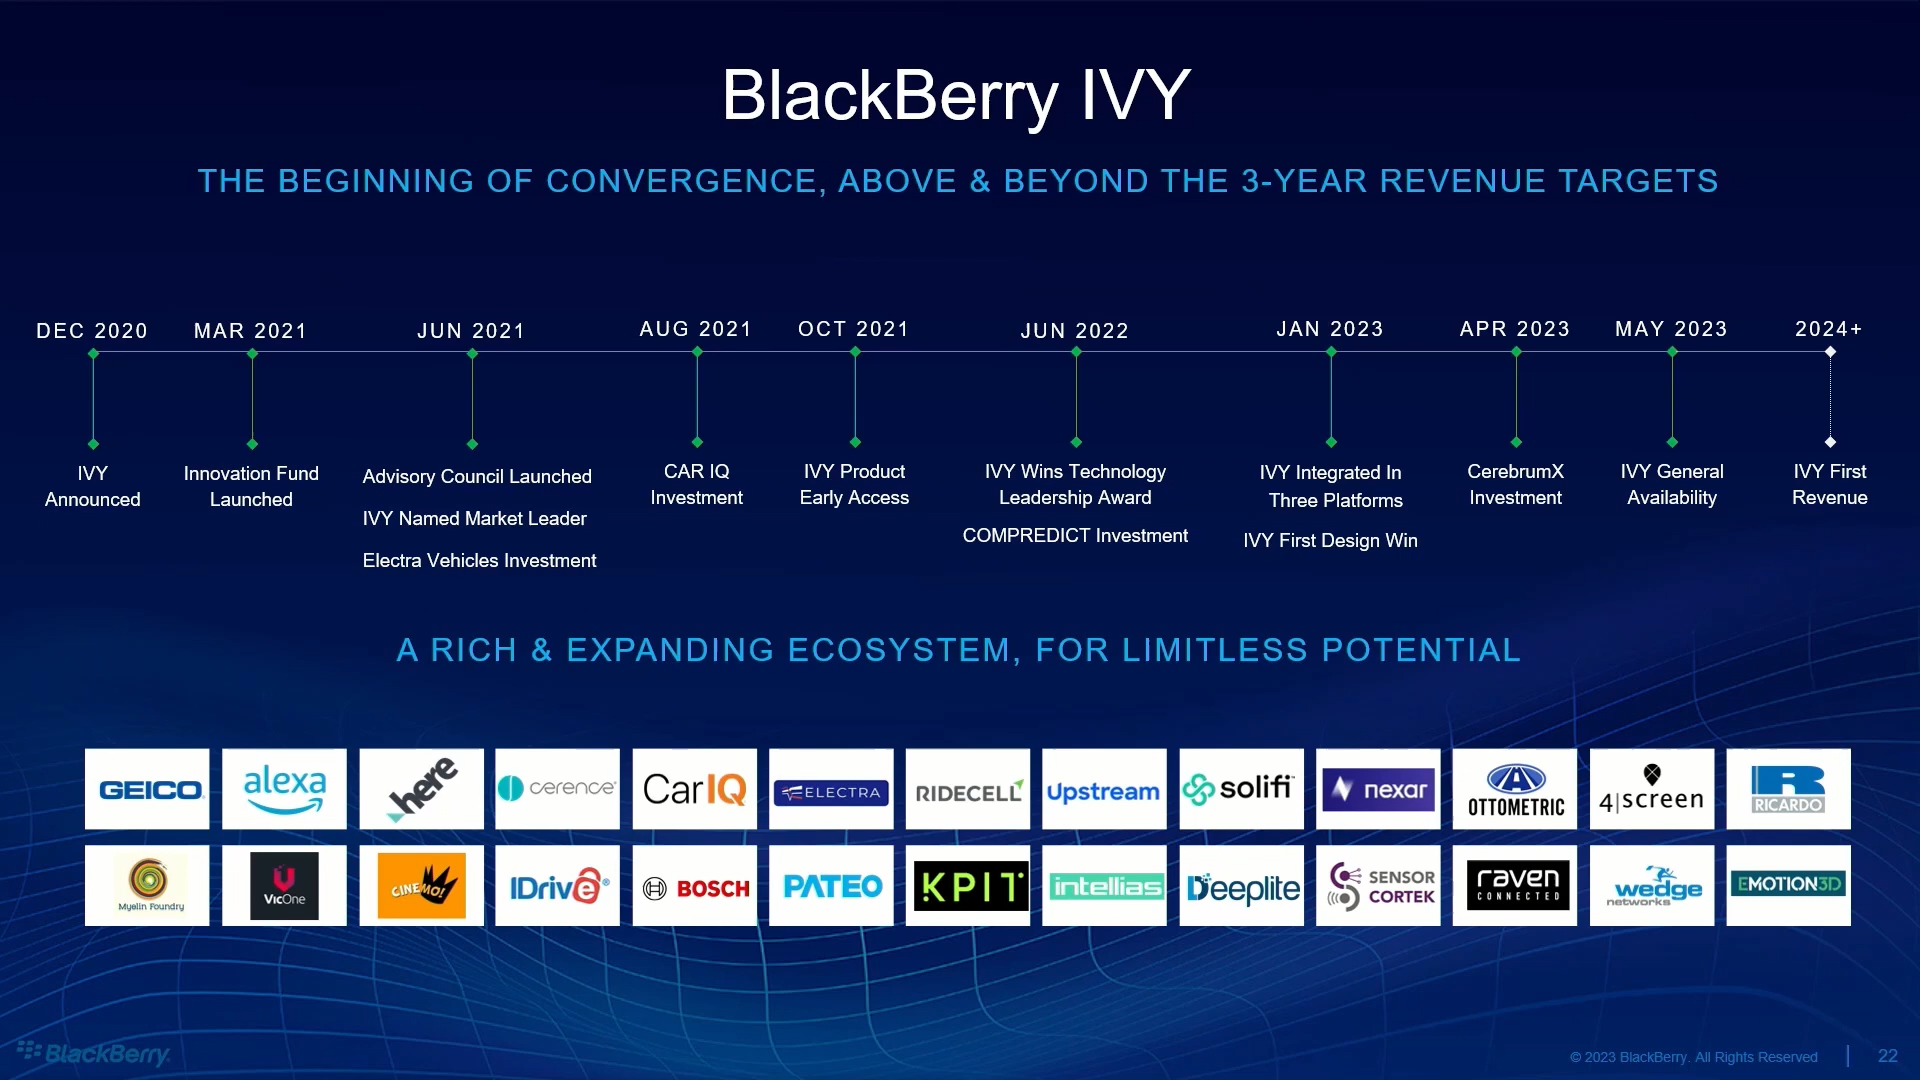 BlackBerry IVY
THE BEGINNING OF CONVERGENCE, ABOVE & BEYOND THE 3-YEAR REVENUE TARGETS
DEC 2020
IVY
Announced
MAR 2021
Innovation Fund
Launched
JUN 2021
Advisory Council Launched
IVY Named Market Leader
Electra Vehicles Investment
AUG 2021
CAR IQ
Investment
OCT 2021
IVY Product
Early Access
JUN 2022
IVY Wins Technology
Leadership Award
COMPREDICT Investment
JAN 2023
IVY Integrated In
Three Platforms
IVY First Design Win
APR 2023
CerebrumX
Investment
MAY 2023
IVY General
Availability
2024+
IVY First
Revenue
A RICH & EXPANDING ECOSYSTEM, FOR LIMITLESS POTENTIAL
GEICO
alexa
here
cerence
CarIQ
ELECTRA
RIDECELL
Upstream
solifi
nexar
OTTOMETRIC
4|screen
R
RICARDO
Myelin Foundry
VicOne
CINEMO!
IDrive®
BOSCH
PATEO
KPIT
intellias
Deeplite
SENSOR
CORTEK
raven
CONNECTED
wedge
networks
EMOTION3D
BlackBerry
© 2023 BlackBerry. All Rights Reserved | 22